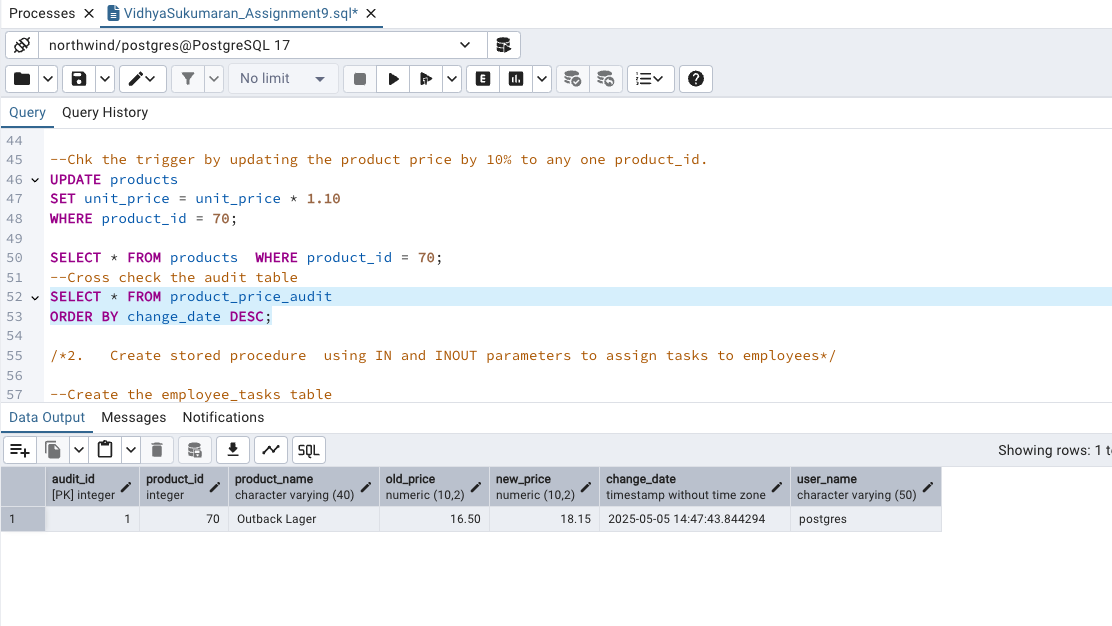 Processes
VidhyaSukumaran_Assignment9.sql*
northwind/postgres@PostgreSQL 17
No limit
E
Query Query History
44
45 --Chk the trigger by updating the product price by 10% to any one product_id.
46 UPDATE products
47 SET unit_price = unit_price * 1.10
48 WHERE product_id = 70;
49
50 SELECT * FROM products  WHERE product_id = 70;
51 --Cross check the audit table
52 SELECT * FROM product_price_audit
53 ORDER BY change_date DESC;
54
55 /*2.   Create stored procedure  using IN and INOUT parameters to assign tasks to employees*/
56
57 --Create the employee_tasks table
Data Output Messages Notifications
SQL
Showing rows: 1 t
audit_id product_id product_name old_price new_price change_date user_name
[PK] integer integer character varying (40) numeric (10,2) numeric (10,2) timestamp without time zone character varying (50)
1 1 70 Outback Lager 16.50 18.15 2025-05-05 14:47:43.844294 postgres